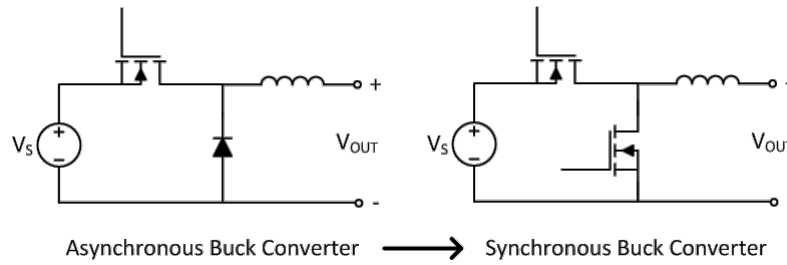 +
+
-
VS
VOUT
-
+
-
VS
VOUT
Asynchronous Buck Converter
Synchronous Buck Converter